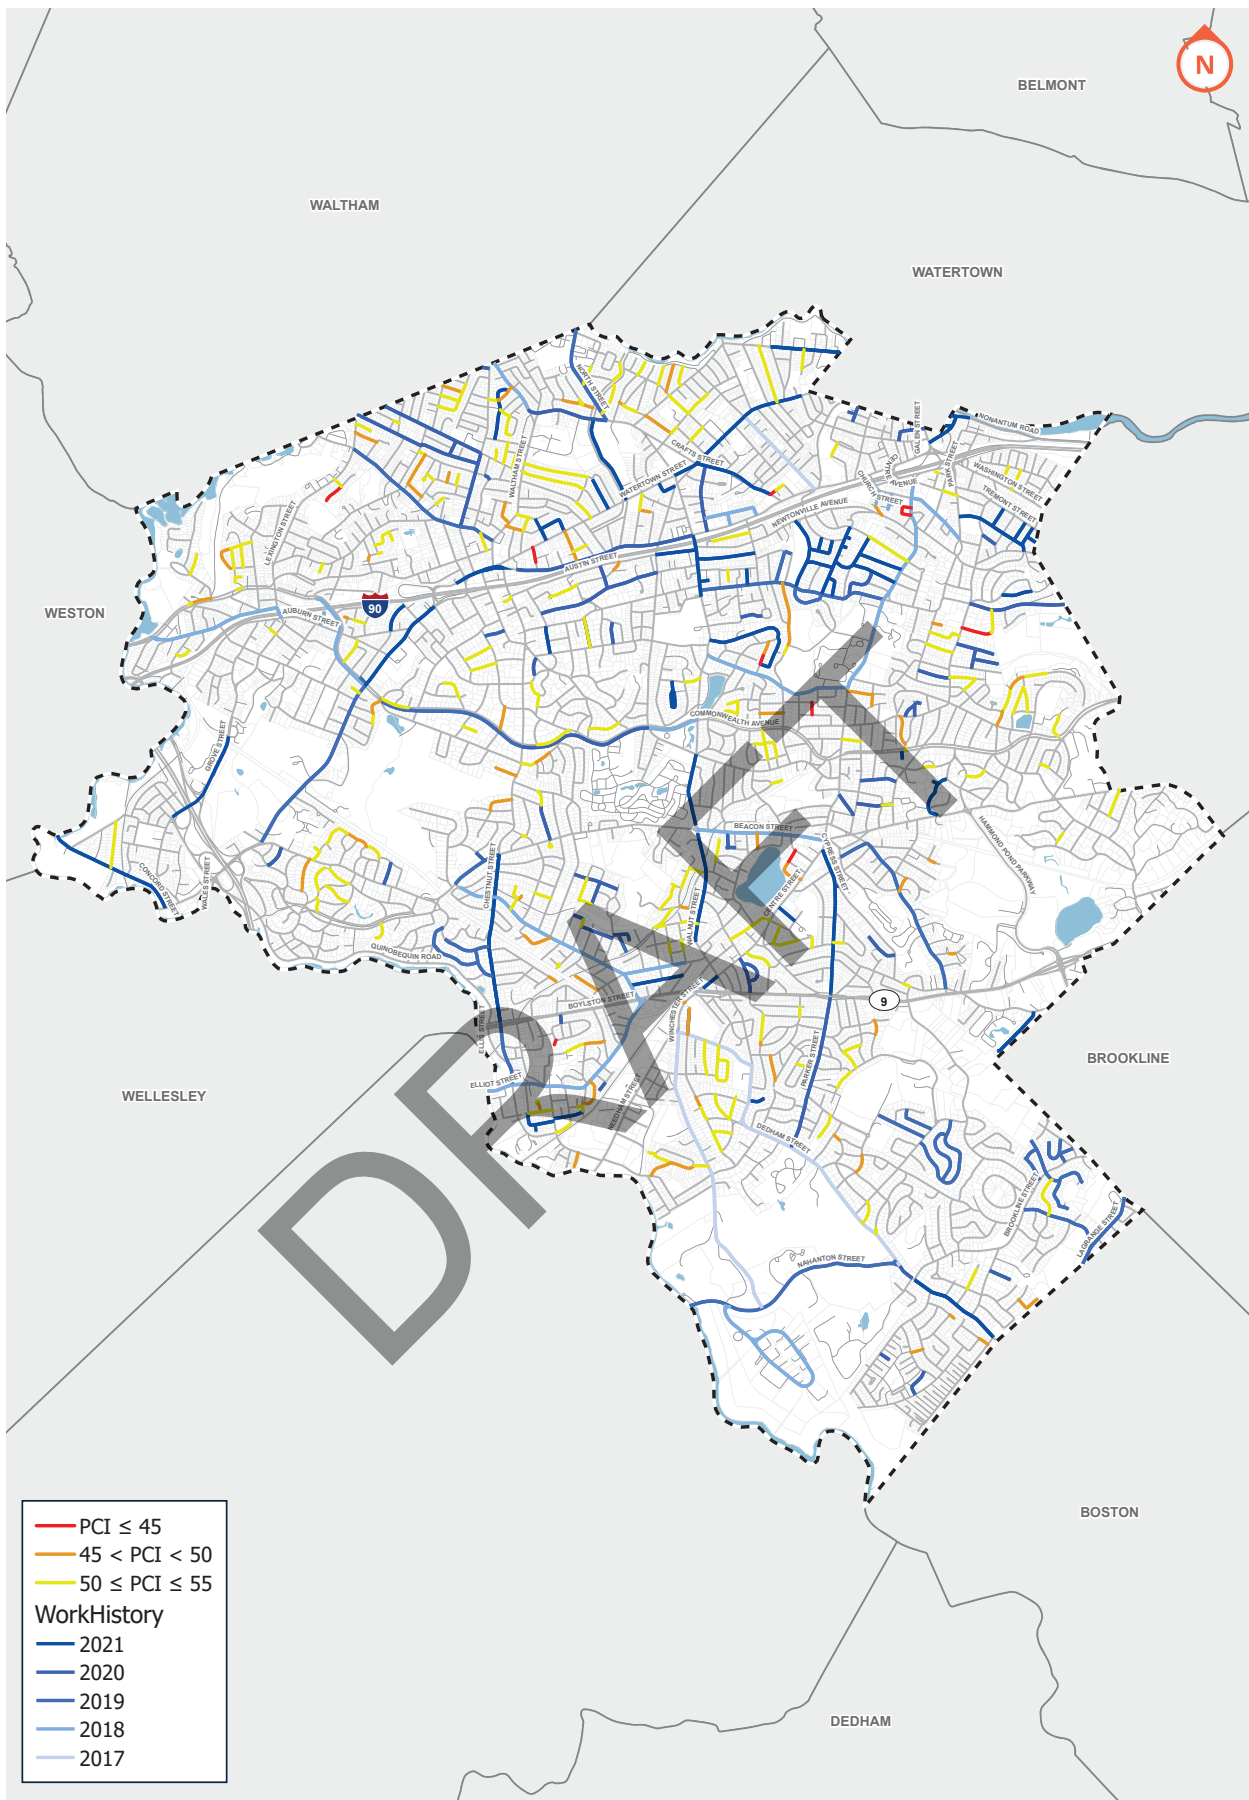 N
BELMONT
WALTHAM
WATERTOWN
NORTH STREET
GALEN STREET
NONANTUM ROAD
CRAFTS STREET
CENTRE AVENUE
PARK STREET
WALTHAM STREET
WATERTOWN STREET
CHURCH STREET
WASHINGTON STREET
TREMONT STREET
LEXINGTON STREET
NEWTONVILLE AVENUE
AUSTIN STREET
WESTON
90
AUBURN STREET
COMMONWEALTH AVENUE
GROVE STREET
BEACON STREET
CYPRESS STREET
HAMMOND POND PARKWAY
CHESTNUT STREET
CONCORD STREET
WALES STREET
CENTRE STREET
WALNUT STREET
QUINOBEQUIN ROAD
BOYLSTON STREET
WINCHESTER STREET
9
ELLIS STREET
BROOKLINE
PARKER STREET
ELLIOT STREET
NEEDHAM STREET
WELLESLEY
DEDHAM STREET
BROOKLINE STREET
LAGRANGE STREET
NAHANTON STREET
DRAFT
BOSTON
PCI ≤ 45
45 < PCI < 50
50 ≤ PCI ≤ 55
WorkHistory
2021
2020
2019
2018
2017
DEDHAM